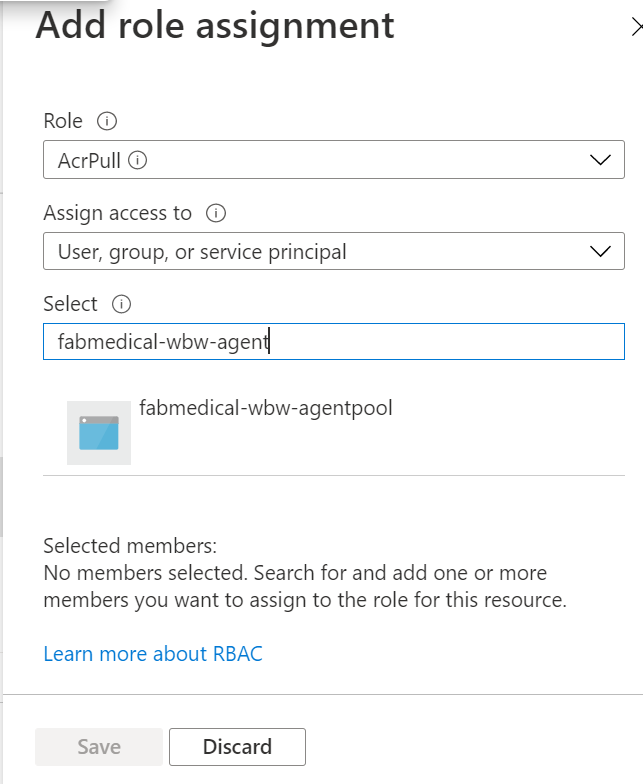 Add role assignment
Role
AcrPull
Assign access to
User, group, or service principal
Select
fabmedical-wbw-agent
fabmedical-wbw-agentpool
Selected members:
No members selected. Search for and add one or more
members you want to assign to the role for this resource.
Learn more about RBAC
Save
Discard